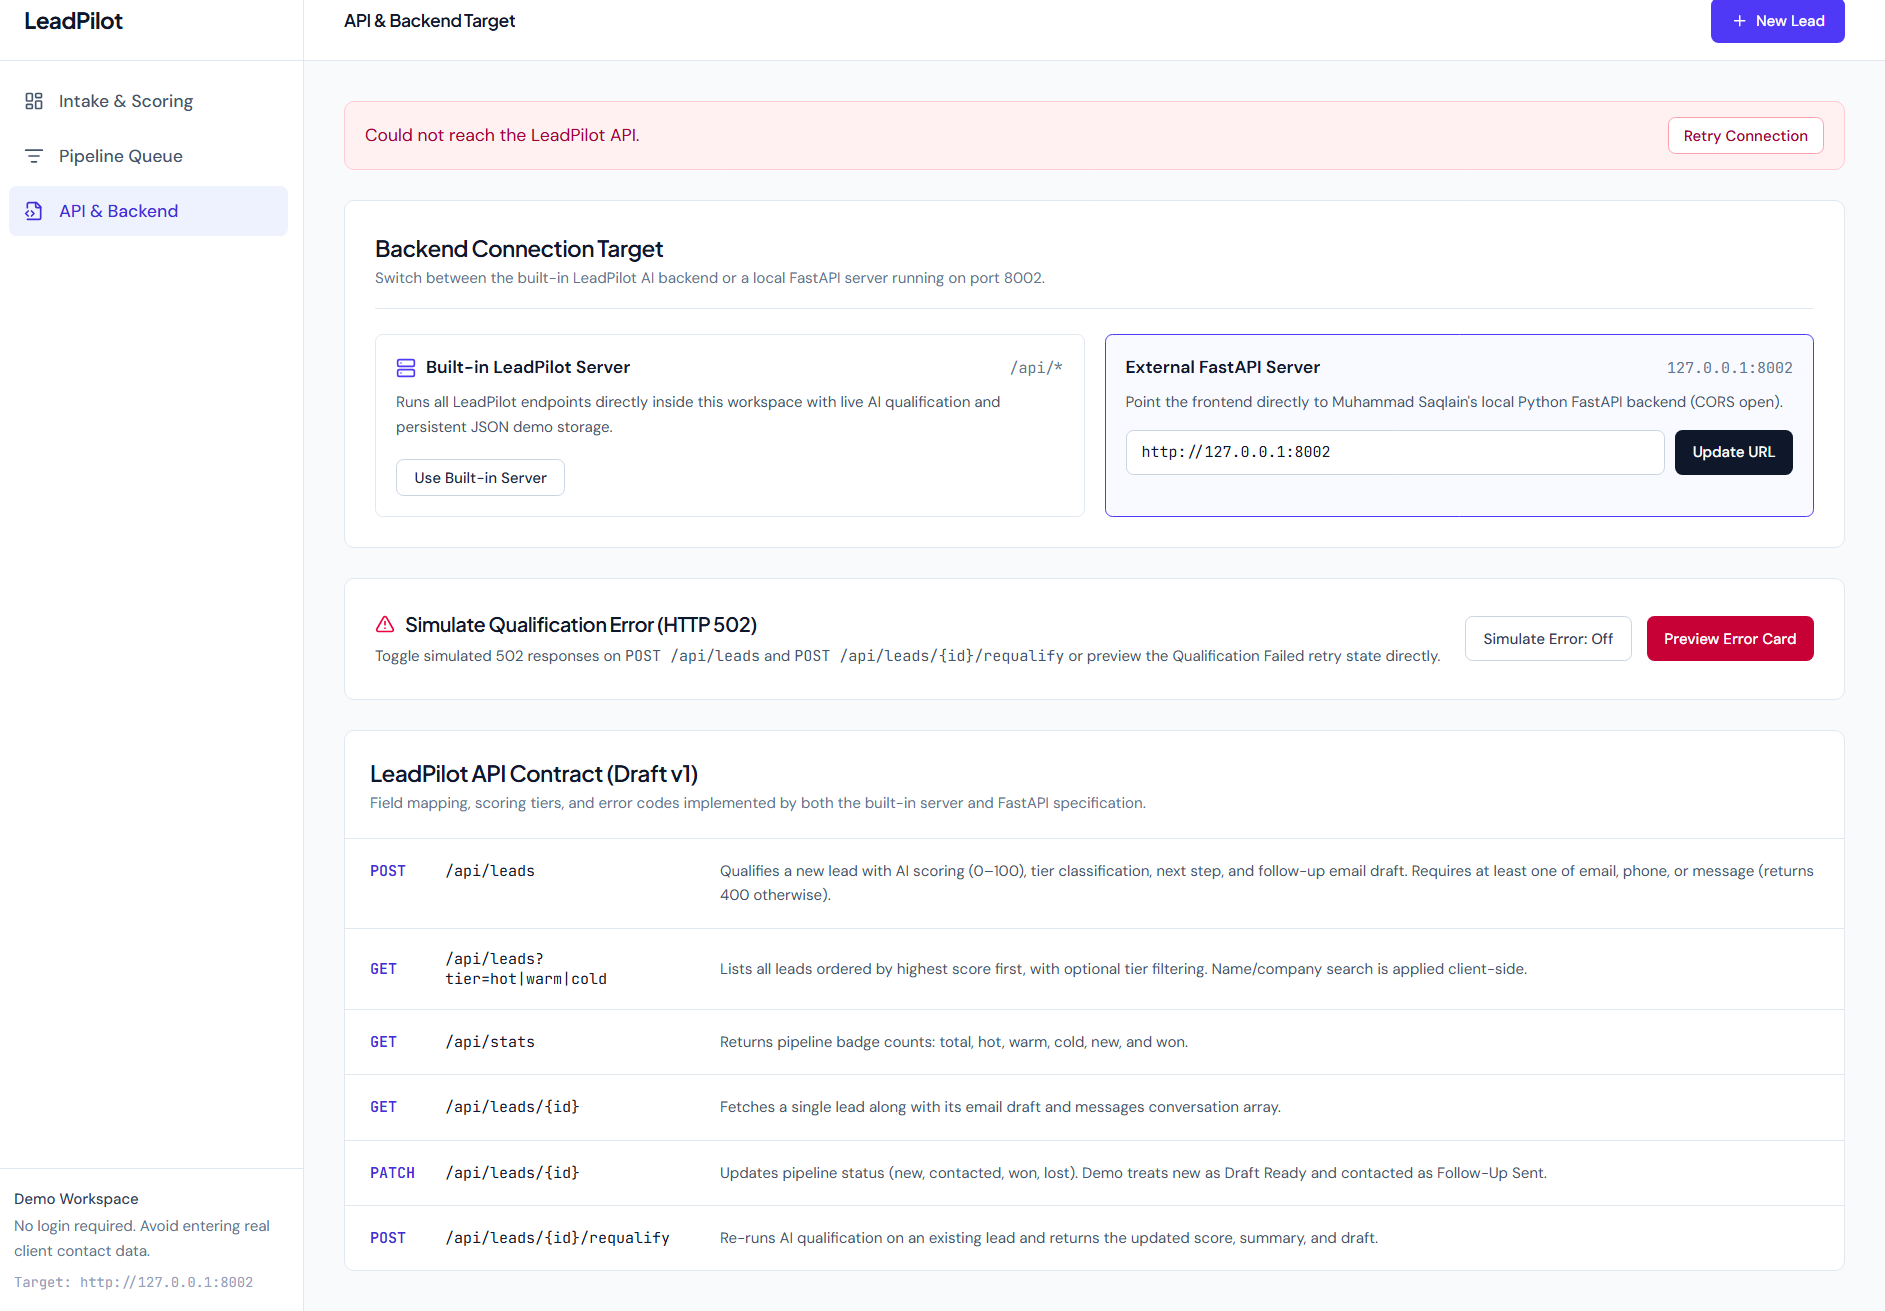 LeadPilot
API & Backend Target
+ New Lead
Intake & Scoring
Pipeline Queue
API & Backend
Could not reach the LeadPilot API.
Retry Connection
Backend Connection Target
Switch between the built-in LeadPilot AI backend or a local FastAPI server running on port 8002.
Built-in LeadPilot Server
/api/*
Runs all LeadPilot endpoints directly inside this workspace with live AI qualification and
persistent JSON demo storage.
Use Built-in Server
External FastAPI Server
127.0.0.1:8002
Point the frontend directly to Muhammad Saqlain's local Python FastAPI backend (CORS open).
http://127.0.0.1:8002
Update URL
Simulate Qualification Error (HTTP 502)
Toggle simulated 502 responses on POST /api/leads and POST /api/leads/{id}/requalify or preview the Qualification Failed retry state directly.
Simulate Error: Off
Preview Error Card
LeadPilot API Contract (Draft v1)
Field mapping, scoring tiers, and error codes implemented by both the built-in server and FastAPI specification.
POST
/api/leads
Qualifies a new lead with AI scoring (0–100), tier classification, next step, and follow-up email draft. Requires at least one of email, phone, or message (returns
400 otherwise).
GET
/api/leads?
tier=hot|warm|cold
Lists all leads ordered by highest score first, with optional tier filtering. Name/company search is applied client-side.
GET
/api/stats
Returns pipeline badge counts: total, hot, warm, cold, new, and won.
GET
/api/leads/{id}
Fetches a single lead along with its email draft and messages conversation array.
PATCH
/api/leads/{id}
Updates pipeline status (new, contacted, won, lost). Demo treats new as Draft Ready and contacted as Follow-Up Sent.
POST
/api/leads/{id}/requalify
Re-runs AI qualification on an existing lead and returns the updated score, summary, and draft.
Demo Workspace
No login required. Avoid entering real
client contact data.
Target: http://127.0.0.1:8002